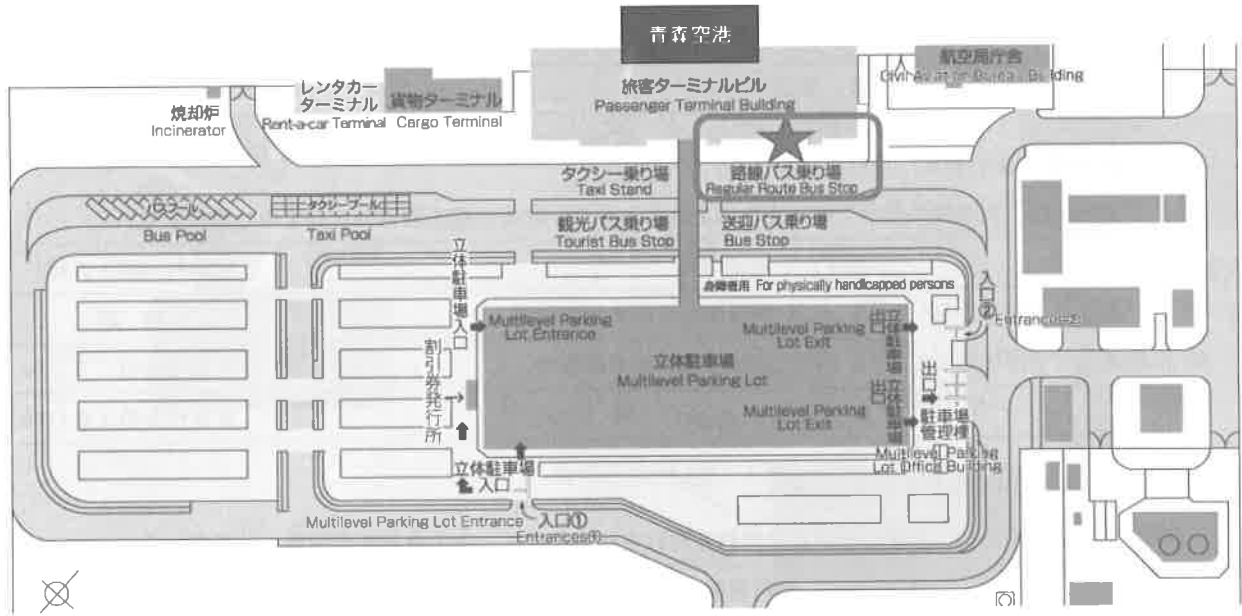 青森空港
航空局庁舎
Civil Aviation Bureau Building
旅客ターミナルビル
Passenger Terminal Building
レンタカー
ターミナル
Rent-a-car Terminal
貨物ターミナル
Cargo Terminal
焼却炉
Incinerator
タクシー乗り場
Taxi Stand
路線バス乗り場
Regular Route Bus Stop
バスプール
Bus Pool
タクシープール
Taxi Pool
観光バス乗り場
Tourist Bus Stop
送迎バス乗り場
Bus Stop
身障者用 For physically handicapped persons
立体駐車場入口
Multilevel Parking
Lot Entrance
割引券発行所
立体駐車場
Multilevel Parking Lot
立体駐車場
出口
Multilevel Parking
Lot Exit
立体駐車場
出口
Multilevel Parking
Lot Exit
入口②
Entrances②
出口
駐車場
管理棟
Multilevel Parking
Lot Office Building
立体駐車場
入口
Multilevel Parking Lot Entrance
入口①
Entrances①